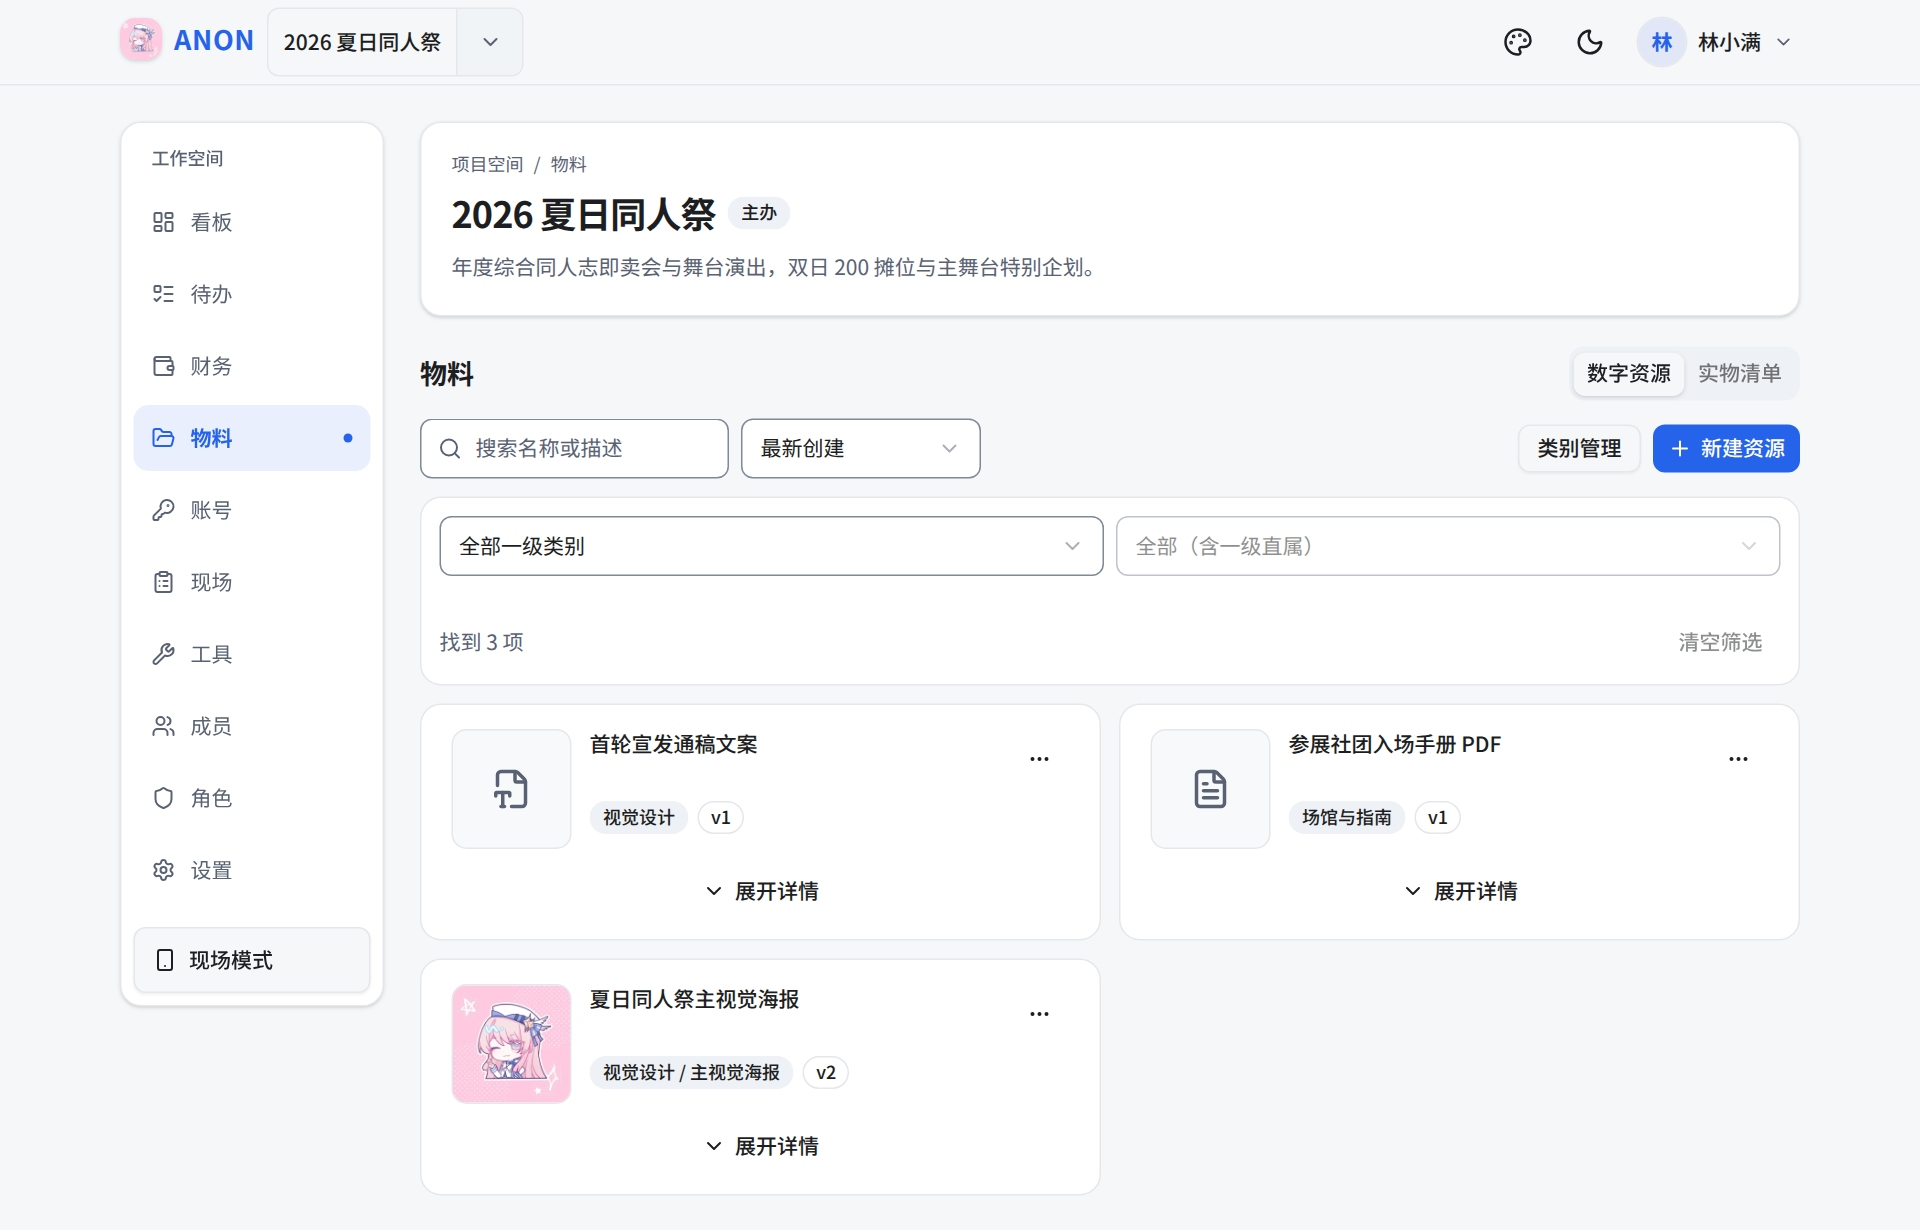 ANON
2026 夏日同人祭
林 林小满
工作空间
看板
待办
财务
物料
账号
现场
工具
成员
角色
设置
现场模式
项目空间 / 物料
2026 夏日同人祭 主办
年度综合同人志即卖会与舞台演出，双日 200 摊位与主舞台特别企划。
物料
数字资源 实物清单
搜索名称或描述
最新创建
类别管理
新建资源
全部一级类别
全部（含一级直属）
找到 3 项
清空筛选
首轮宣发通稿文案
视觉设计 v1
展开详情
参展社团入场手册 PDF
场馆与指南 v1
展开详情
夏日同人祭主视觉海报
视觉设计 / 主视觉海报 v2
展开详情